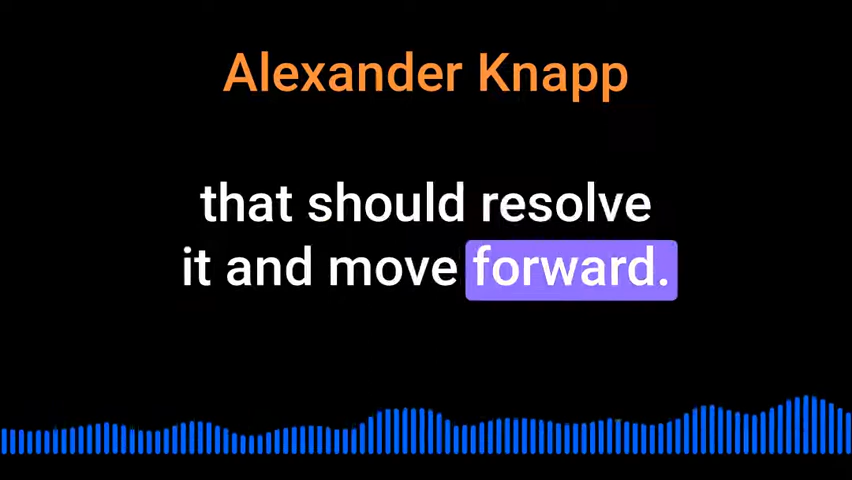 Alexander Knapp
that should resolve
it and move forward.